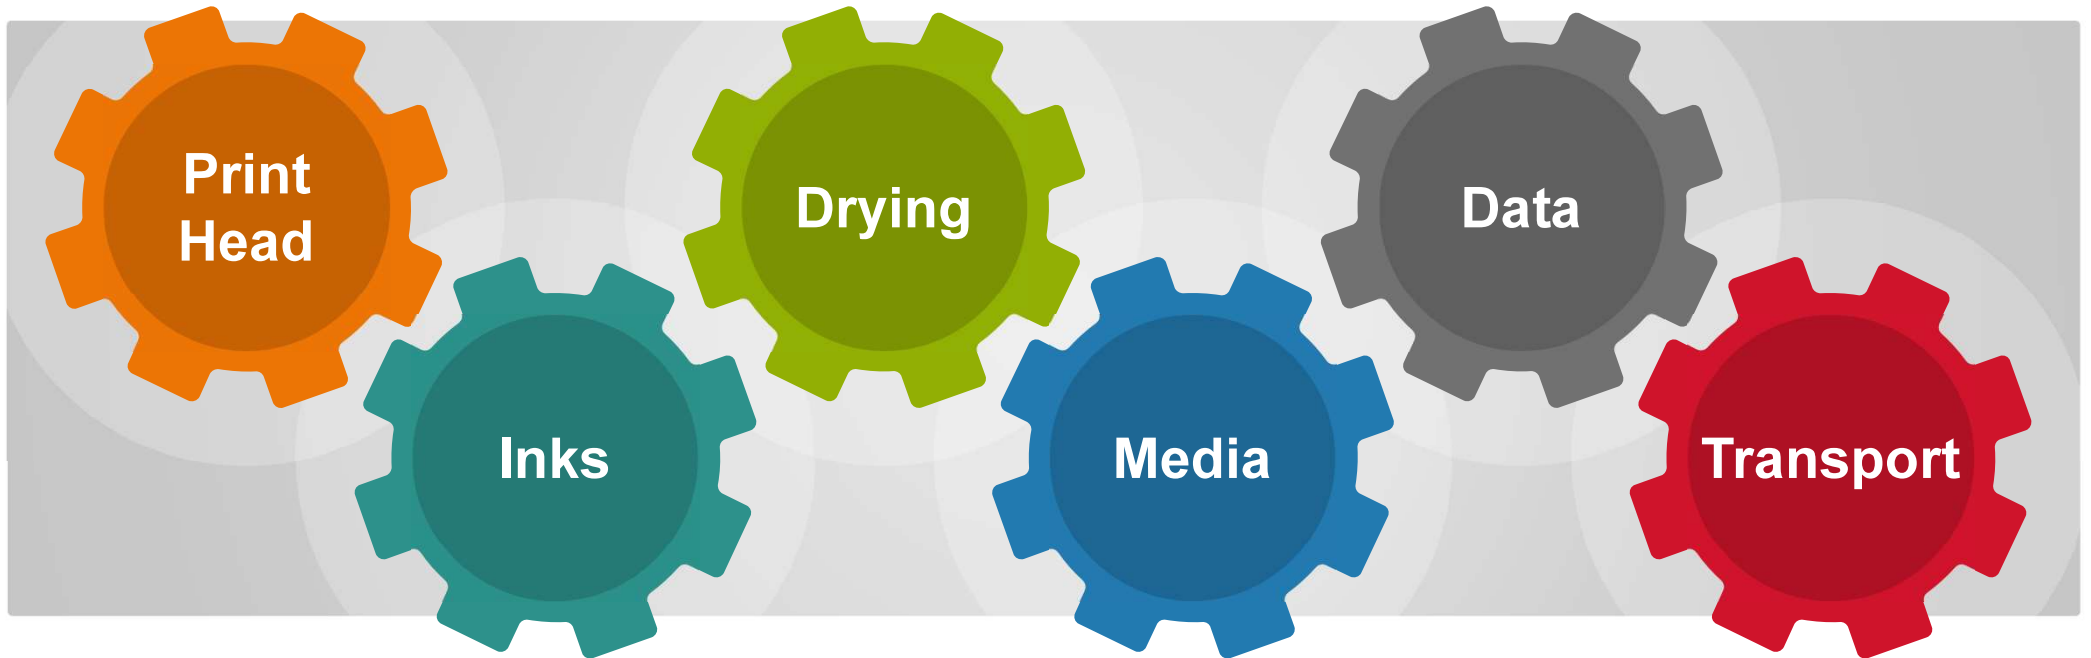 Print
Head
Inks
Drying
Media
Data
Transport